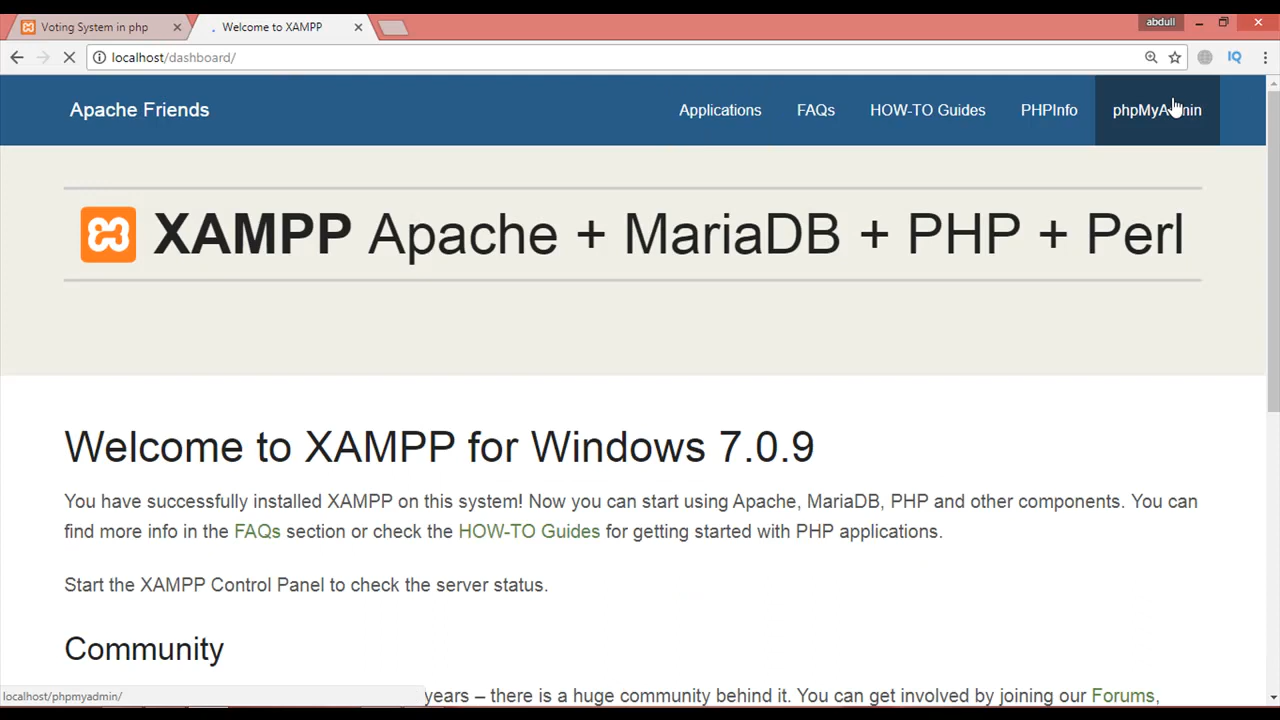 Voting System in php
Welcome to XAMPP
abdull
localhost/dashboard/
IQ
Apache Friends
Applications
FAQs
HOW-TO Guides
PHPInfo
phpMyAdmin
XAMPP Apache + MariaDB + PHP + Perl
Welcome to XAMPP for Windows 7.0.9
You have successfully installed XAMPP on this system! Now you can start using Apache, MariaDB, PHP and other components. You can
find more info in the FAQs section or check the HOW-TO Guides for getting started with PHP applications.
Start the XAMPP Control Panel to check the server status.
Community
years – there is a huge community behind it. You can get involved by joining our Forums,
localhost/phpmyadmin/